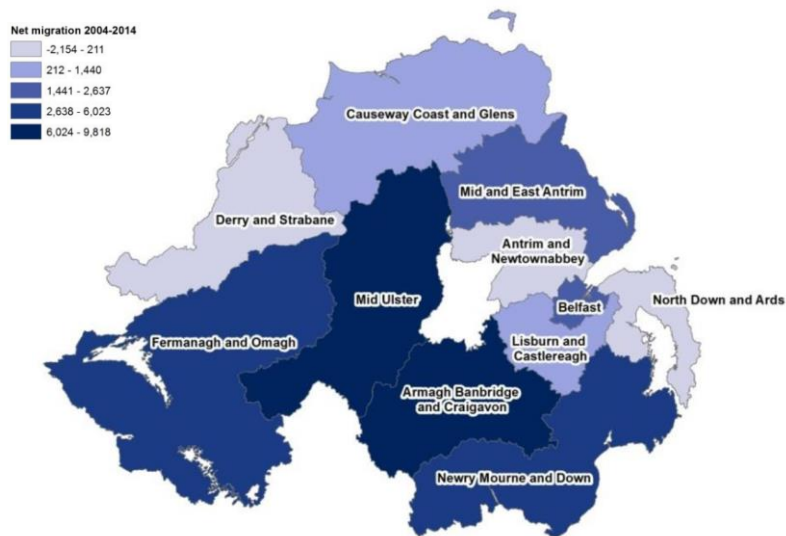 Net migration 2004-2014
-2,154 - 211
212 - 1,440
1,441 - 2,637
2,638 - 6,023
6,024 - 9,818
Causeway Coast and Glens
Mid and East Antrim
Derry and Strabane
Antrim and
Newtownabbey
Mid Ulster
Belfast
North Down and Ards
Fermanagh and Omagh
Lisburn and
Castlereagh
Armagh Banbridge
and Craigavon
Newry Mourne and Down